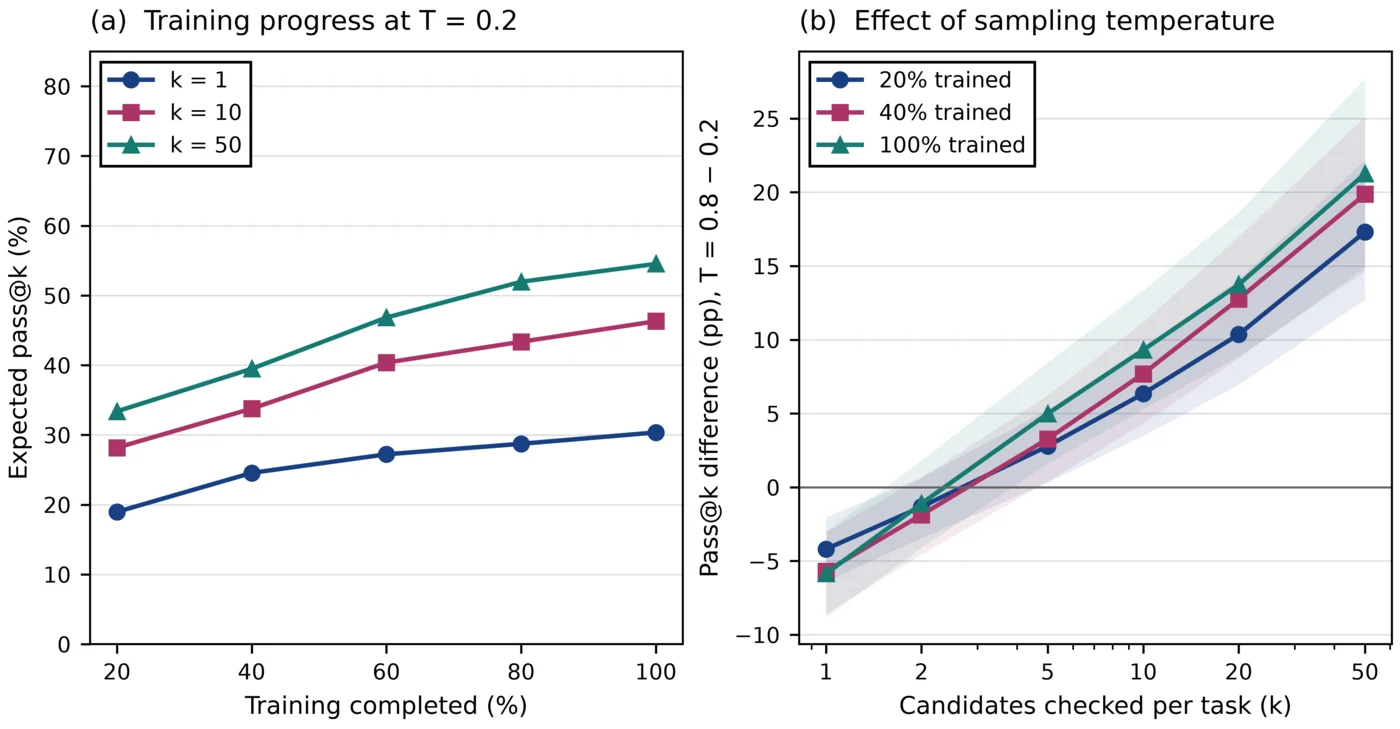 (a)  Training progress at T = 0.2
k = 1
k = 10
k = 50
Expected pass@k (%)
80
70
60
50
40
30
20
10
0
20 40 60 80 100
Training completed (%)
(b)  Effect of sampling temperature
20% trained
40% trained
100% trained
Pass@k difference (pp), T = 0.8 − 0.2
25
20
15
10
5
0
−5
−10
1 2 5 10 20 50
Candidates checked per task (k)